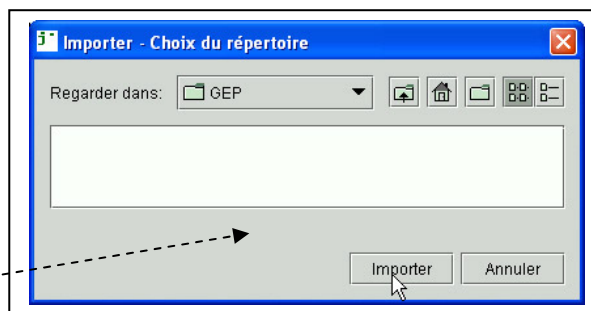 Importer - Choix du répertoire
Regarder dans: GEP
Importer Annuler